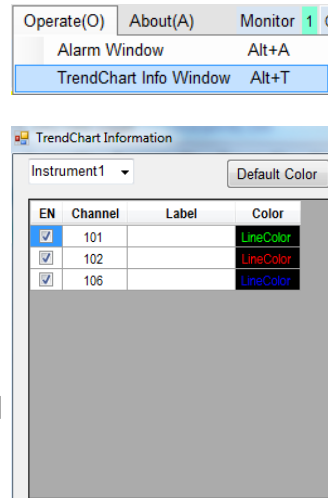 Operate(O) About(A) Monitor 1
Alarm Window Alt+A
TrendChart Info Window Alt+T
TrendChart Information
Instrument1 Default Color
EN Channel Label Color
101 LineColor
102 LineColor
106 LineColor